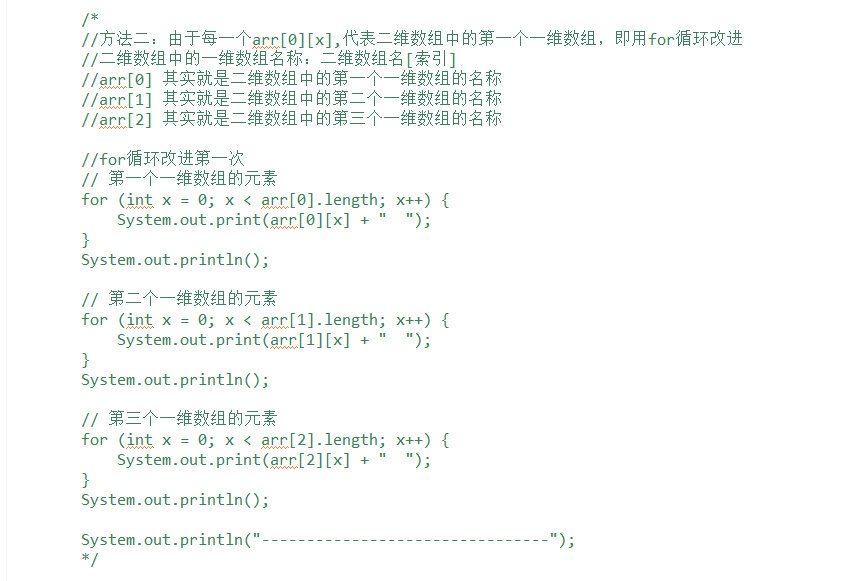 /*
//方法二：由于每一个arr[0][x],代表二维数组中的第一个一维数组，即用for循环改进
//二维数组中的一维数组名称：二维数组名[索引]
//arr[0] 其实就是二维数组中的第一个一维数组的名称
//arr[1] 其实就是二维数组中的第二个一维数组的名称
//arr[2] 其实就是二维数组中的第三个一维数组的名称
//for循环改进第一次
// 第一个一维数组的元素
for (int x = 0; x < arr[0].length; x++) {
    System.out.print(arr[0][x] + "  ");
}
System.out.println();
// 第二个一维数组的元素
for (int x = 0; x < arr[1].length; x++) {
    System.out.print(arr[1][x] + "  ");
}
System.out.println();
// 第三个一维数组的元素
for (int x = 0; x < arr[2].length; x++) {
    System.out.print(arr[2][x] + "  ");
}
System.out.println();
System.out.println("--------------------------------");
*/